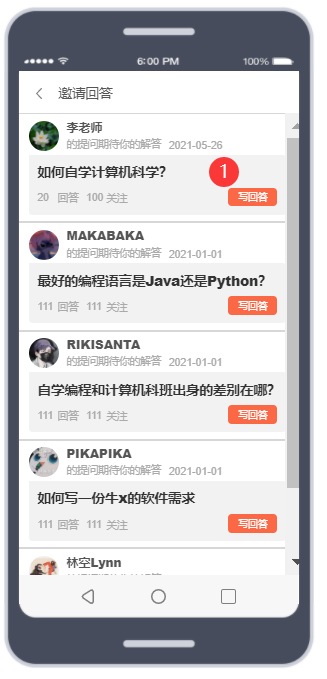 6:00 PM 100%
邀请回答
李老师
的提问期待你的解答 2021-05-26
1
如何自学计算机科学?
20 回答 100 关注 写回答
MAKABAKA
的提问期待你的解答 2021-01-01
最好的编程语言是Java还是Python?
111 回答 111 关注 写回答
RIKISANTA
的提问期待你的解答 2021-01-01
自学编程和计算机科班出身的差别在哪?
111 回答 111 关注 写回答
PIKAPIKA
的提问期待你的解答 2021-01-01
如何写一份牛x的软件需求
111 回答 111 关注 写回答
林空Lynn